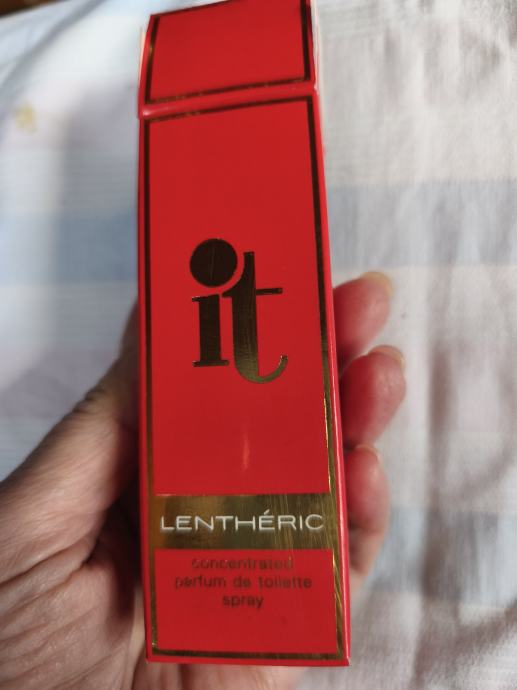 it
LENTHÉRIC
concentrated
parfum de toilette
spray